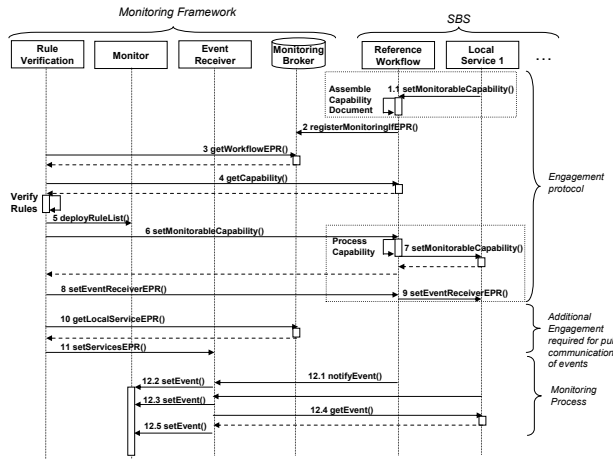 Monitoring Framework
SBS
Rule Verification
Monitor
Event Receiver
Monitoring Broker
Reference Workflow
Local Service 1
...
Assemble Capability Document
1.1 setMonitorableCapability()
2 registerMonitoringIfEPR()
3 getWorkflowEPR()
4 getCapability()
Verify Rules
5 deployRuleList()
6 setMonitorableCapability()
Process Capability
7 setMonitorableCapability()
Engagement protocol
8 setEventReceiverEPR()
9 setEventReceiverEPR()
10 getLocalServiceEPR()
11 setServicesEPR()
Additional Engagement required for pull communication of events
12.1 notifyEvent()
12.2 setEvent()
12.3 setEvent()
12.4 getEvent()
12.5 setEvent()
Monitoring Process